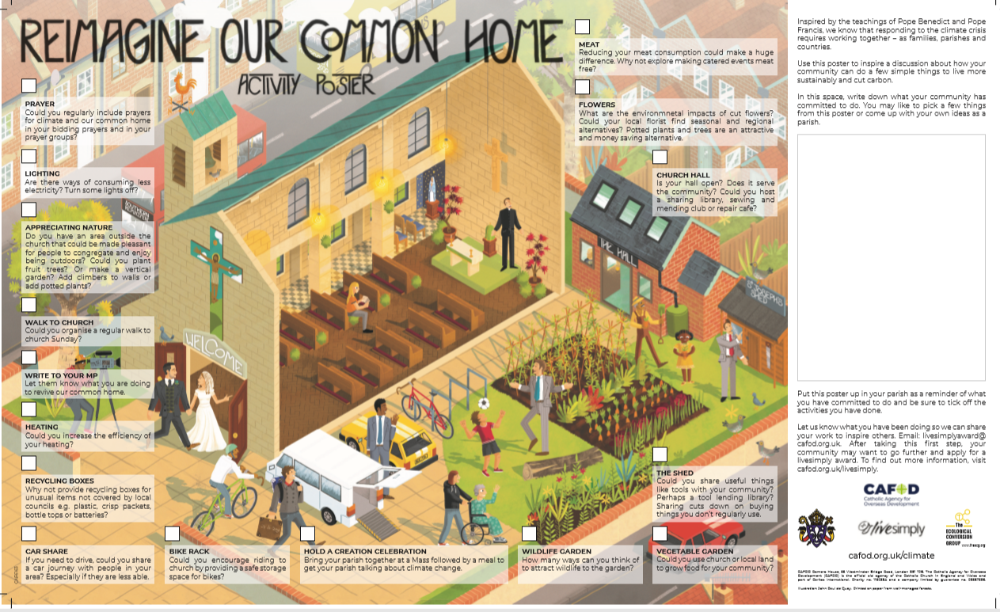 REIMAGINE OUR COMMON HOME
ACTIVITY POSTER
PRAYER
Could you regularly include prayers
for climate and our common home
in your bidding prayers and in your
prayer groups?
LIGHTING
Are there ways of consuming less
electricity? Turn some lights off?
APPRECIATING NATURE
Do you have an area outside the
church that could be made pleasant
for people to congregate and enjoy
being outdoors? Could you plant
fruit trees? Or make a vertical
garden? Add climbers to walls or
add potted plants?
WALK TO CHURCH
Could you organise a regular walk to
church Sunday?
WRITE TO YOUR MP
Let them know what you are doing
to revive our common home.
HEATING
Could you increase the efficiency of
your heating?
RECYCLING BOXES
Why not provide recycling boxes for
unusual items not covered by local
councils e.g. plastic, crisp packets,
bottle tops or batteries?
CAR SHARE
If you need to drive, could you share
a car journey with people in your
area? Especially if they are less able.
BIKE RACK
Could you encourage riding to
church by providing a safe storage
space for bikes?
HOLD A CREATION CELEBRATION
Bring your parish together at a Mass followed by a meal to
get your parish talking about climate change.
WILDLIFE GARDEN
How many ways can you think of
to attract wildlife to the garden?
VEGETABLE GARDEN
Could you use church or local land
to grow food for your community?
THE SHED
Could you share useful things
like tools with your community?
Perhaps a tool lending library?
Sharing cuts down on buying
things you don't regularly use.
MEAT
Reducing your meat consumption could make a huge
difference. Why not explore making catered events meat
free?
FLOWERS
What are the environmnetal impacts of cut flowers?
Could your local florist find seasonal and regional
alternatives? Potted plants and trees are an attractive
and money saving alternative.
CHURCH HALL
Is your hall open? Does it serve
the community? Could you host
a sharing library, sewing and
mending club or repair cafe?
WELCOME
THE HALL
ST JOSEPH'S
SHED
Inspired by the teachings of Pope Benedict and Pope
Francis, we know that responding to the climate crisis
requires working together – as families, parishes and
countries.
Use this poster to inspire a discussion about how your
community can do a few simple things to live more
sustainably and cut carbon.
In this space, write down what your community has
committed to do. You may like to pick a few things
from this poster or come up with your own ideas as a
parish.
Put this poster up in your parish as a reminder of what
you have committed to do and be sure to tick off the
activities you have done.
Let us know what you have been doing so we can share
your work to inspire others. Email: livesimplyaward@
cafod.org.uk. After taking this first step, your
community may want to go further and apply for a
livesimply award. To find out more information, visit
cafod.org.uk/livesimply.
CAFOD
Catholic Agency for
Overseas Development
livesimply
The
ECOLOGICAL
CONVERSION
GROUP
cafod.org.uk/climate
CAFOD Romero House, 55 Westminster Bridge Road, London SE1 7JB. The Catholic Agency for Overseas
Development (CAFOD) is the official aid agency of the Catholic Church in England and Wales and
part of Caritas Internationalis.
Illustration: John Paul de Quay. Printed on paper from well-managed forests.